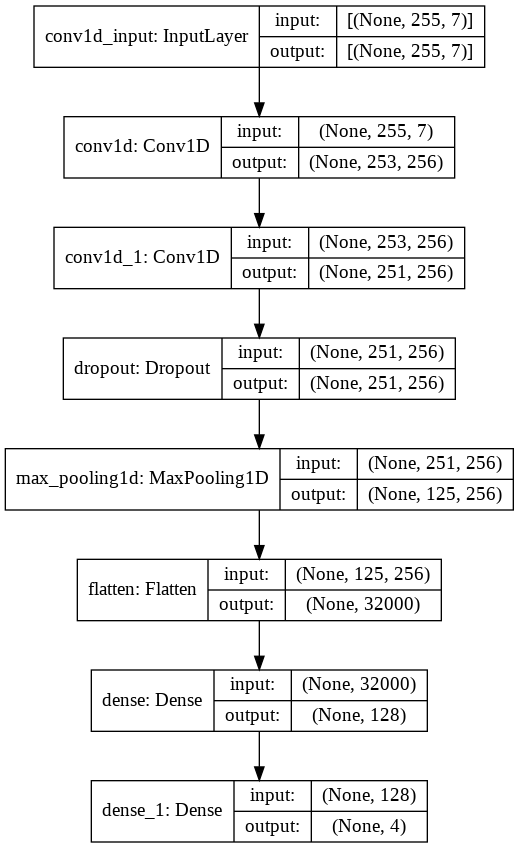 conv1d_input: InputLayer
input: [(None, 255, 7)]
output: [(None, 255, 7)]
conv1d: Conv1D
input: (None, 255, 7)
output: (None, 253, 256)
conv1d_1: Conv1D
input: (None, 253, 256)
output: (None, 251, 256)
dropout: Dropout
input: (None, 251, 256)
output: (None, 251, 256)
max_pooling1d: MaxPooling1D
input: (None, 251, 256)
output: (None, 125, 256)
flatten: Flatten
input: (None, 125, 256)
output: (None, 32000)
dense: Dense
input: (None, 32000)
output: (None, 128)
dense_1: Dense
input: (None, 128)
output: (None, 4)